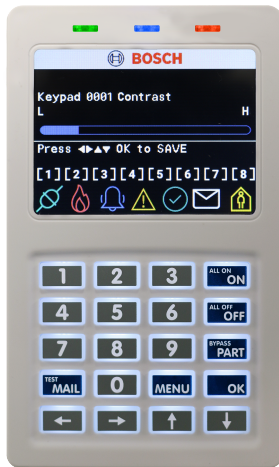 BOSCH
Keypad 0001 Contrast
L H
Press ◄►▲▼ OK to SAVE
[1][2][3][4][5][6][7][8]
1 2 3 ALL ON ON
4 5 6 ALL OFF OFF
7 8 9 BYPASS PART
TEST MAIL 0 MENU OK
← → ↑ ↓